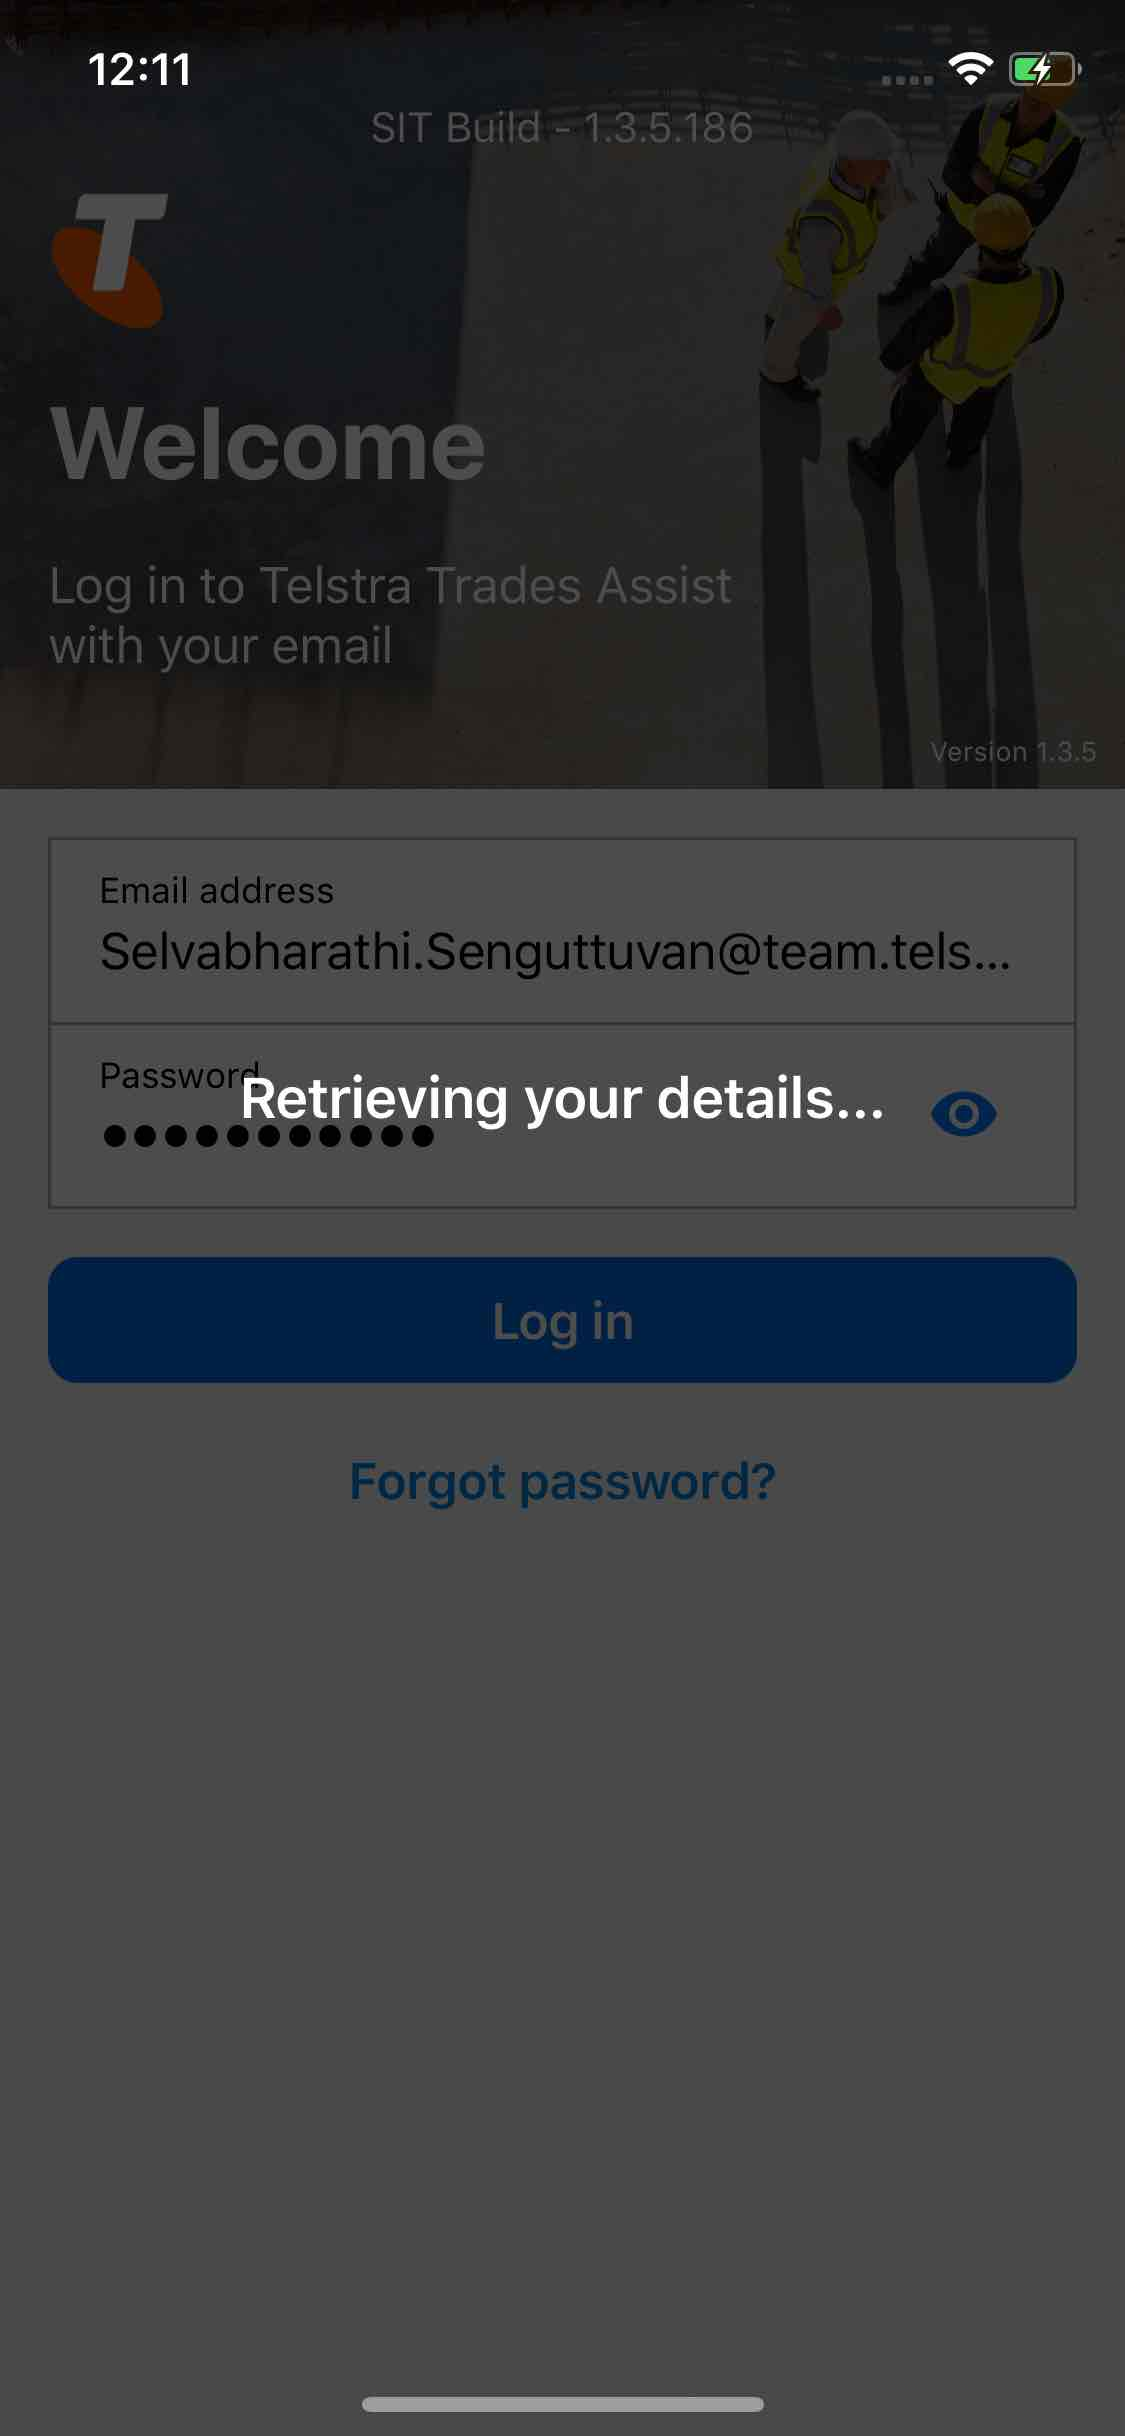 12:11
SIT Build - 1.3.5.186
T
Welcome
Log in to Telstra Trades Assist
with your email
Version 1.3.5
Email address
Selvabharathi.Senguttuvan@team.tels...
Password
Retrieving your details...
Log in
Forgot password?